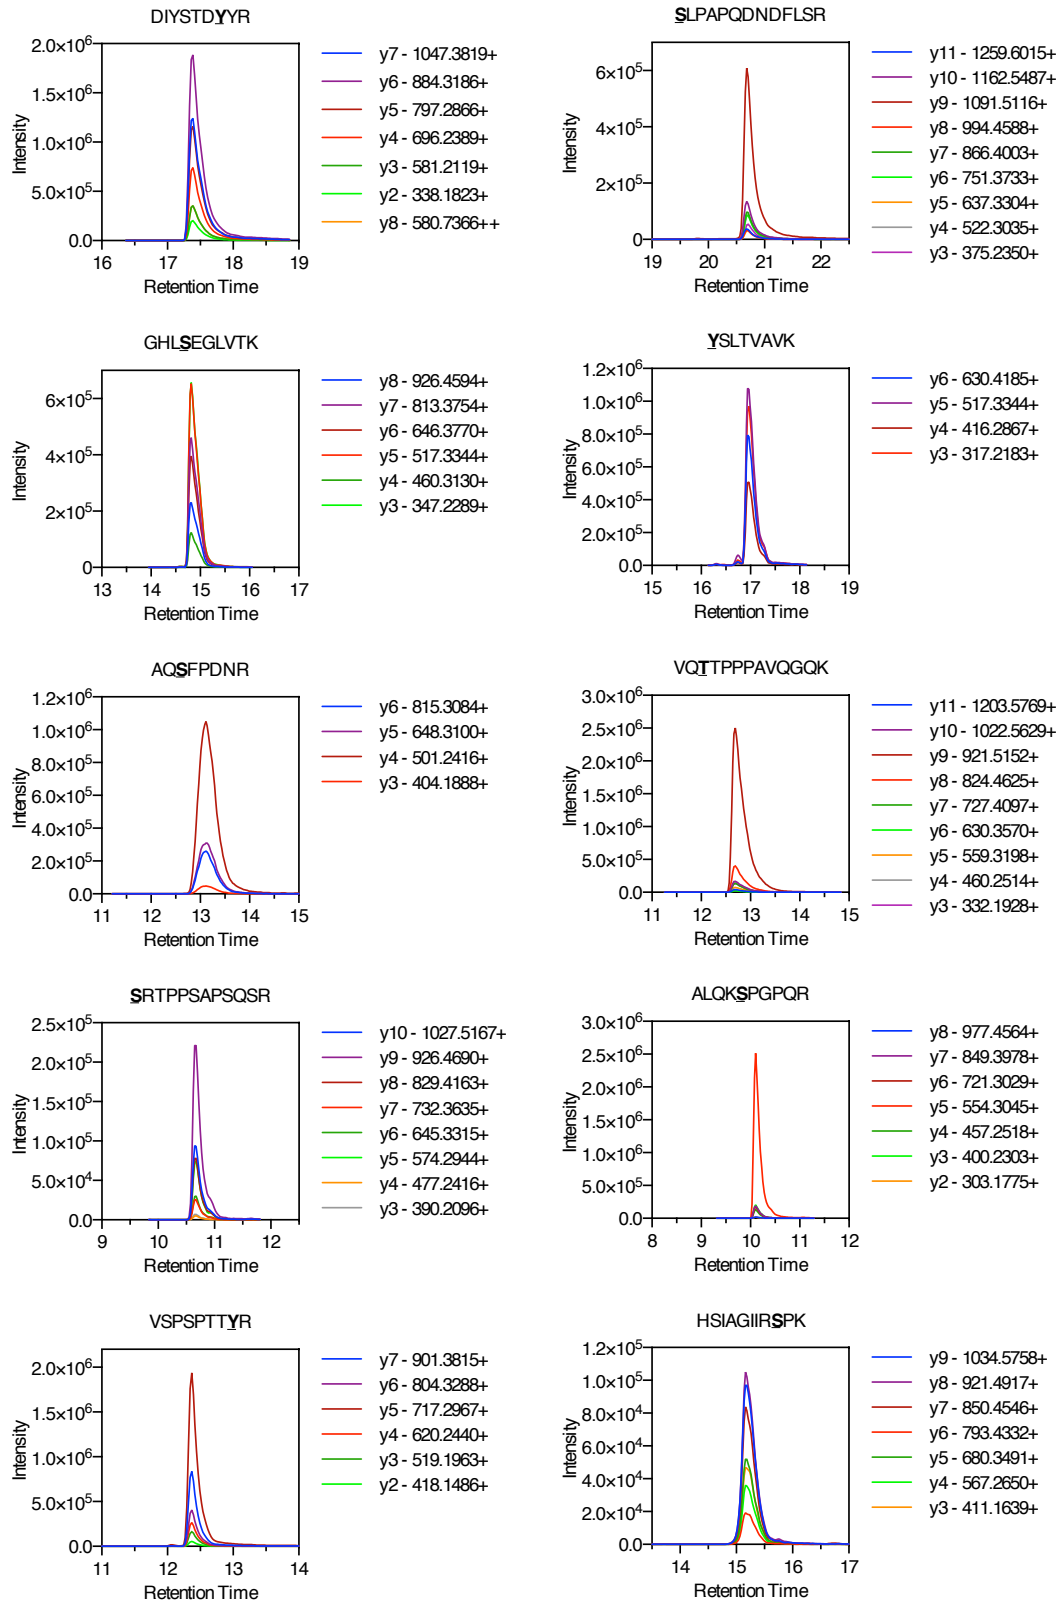 DIYSTDYYR
2.0×10⁶
1.5×10⁶
1.0×10⁶
5.0×10⁵
0.0
Intensity
16 17 18 19
Retention Time
y7 - 1047.3819+
y6 - 884.3186+
y5 - 797.2866+
y4 - 696.2389+
y3 - 581.2119+
y2 - 338.1823+
y8 - 580.7366++
SLPAPQDNDFLSR
6×10⁵
4×10⁵
2×10⁵
0
Intensity
19 20 21 22
Retention Time
y11 - 1259.6015+
y10 - 1162.5487+
y9 - 1091.5116+
y8 - 994.4588+
y7 - 866.4003+
y6 - 751.3733+
y5 - 637.3304+
y4 - 522.3035+
y3 - 375.2350+
GHLSEGLVTK
6×10⁵
4×10⁵
2×10⁵
0
Intensity
13 14 15 16 17
Retention Time
y8 - 926.4594+
y7 - 813.3754+
y6 - 646.3770+
y5 - 517.3344+
y4 - 460.3130+
y3 - 347.2289+
YSLTVAVK
1.2×10⁶
1.0×10⁶
8.0×10⁵
6.0×10⁵
4.0×10⁵
2.0×10⁵
0.0
Intensity
15 16 17 18 19
Retention Time
y6 - 630.4185+
y5 - 517.3344+
y4 - 416.2867+
y3 - 317.2183+
AQSFPDNR
1.2×10⁶
1.0×10⁶
8.0×10⁵
6.0×10⁵
4.0×10⁵
2.0×10⁵
0.0
Intensity
11 12 13 14 15
Retention Time
y6 - 815.3084+
y5 - 648.3100+
y4 - 501.2416+
y3 - 404.1888+
VQTTPPPAVQGQK
3.0×10⁶
2.5×10⁶
2.0×10⁶
1.5×10⁶
1.0×10⁶
5.0×10⁵
0.0
Intensity
11 12 13 14 15
Retention Time
y11 - 1203.5769+
y10 - 1022.5629+
y9 - 921.5152+
y8 - 824.4625+
y7 - 727.4097+
y6 - 630.3570+
y5 - 559.3198+
y4 - 460.2514+
y3 - 332.1928+
SRTPPSAPSQSR
2.5×10⁵
2.0×10⁵
1.5×10⁵
1.0×10⁵
5.0×10⁴
0.0
Intensity
9 10 11 12
Retention Time
y10 - 1027.5167+
y9 - 926.4690+
y8 - 829.4163+
y7 - 732.3635+
y6 - 645.3315+
y5 - 574.2944+
y4 - 477.2416+
y3 - 390.2096+
ALQKSPGPQR
3.0×10⁶
2.5×10⁶
2.0×10⁶
1.5×10⁶
1.0×10⁶
5.0×10⁵
0.0
Intensity
8 9 10 11 12
Retention Time
y8 - 977.4564+
y7 - 849.3978+
y6 - 721.3029+
y5 - 554.3045+
y4 - 457.2518+
y3 - 400.2303+
y2 - 303.1775+
VSPSPTTYR
2.0×10⁶
1.5×10⁶
1.0×10⁶
5.0×10⁵
0.0
Intensity
11 12 13 14
Retention Time
y7 - 901.3815+
y6 - 804.3288+
y5 - 717.2967+
y4 - 620.2440+
y3 - 519.1963+
y2 - 418.1486+
HSIAGIIRSPK
1.2×10⁵
1.0×10⁵
8.0×10⁴
6.0×10⁴
4.0×10⁴
2.0×10⁴
0.0
Intensity
14 15 16 17
Retention Time
y9 - 1034.5758+
y8 - 921.4917+
y7 - 850.4546+
y6 - 793.4332+
y5 - 680.3491+
y4 - 567.2650+
y3 - 411.1639+